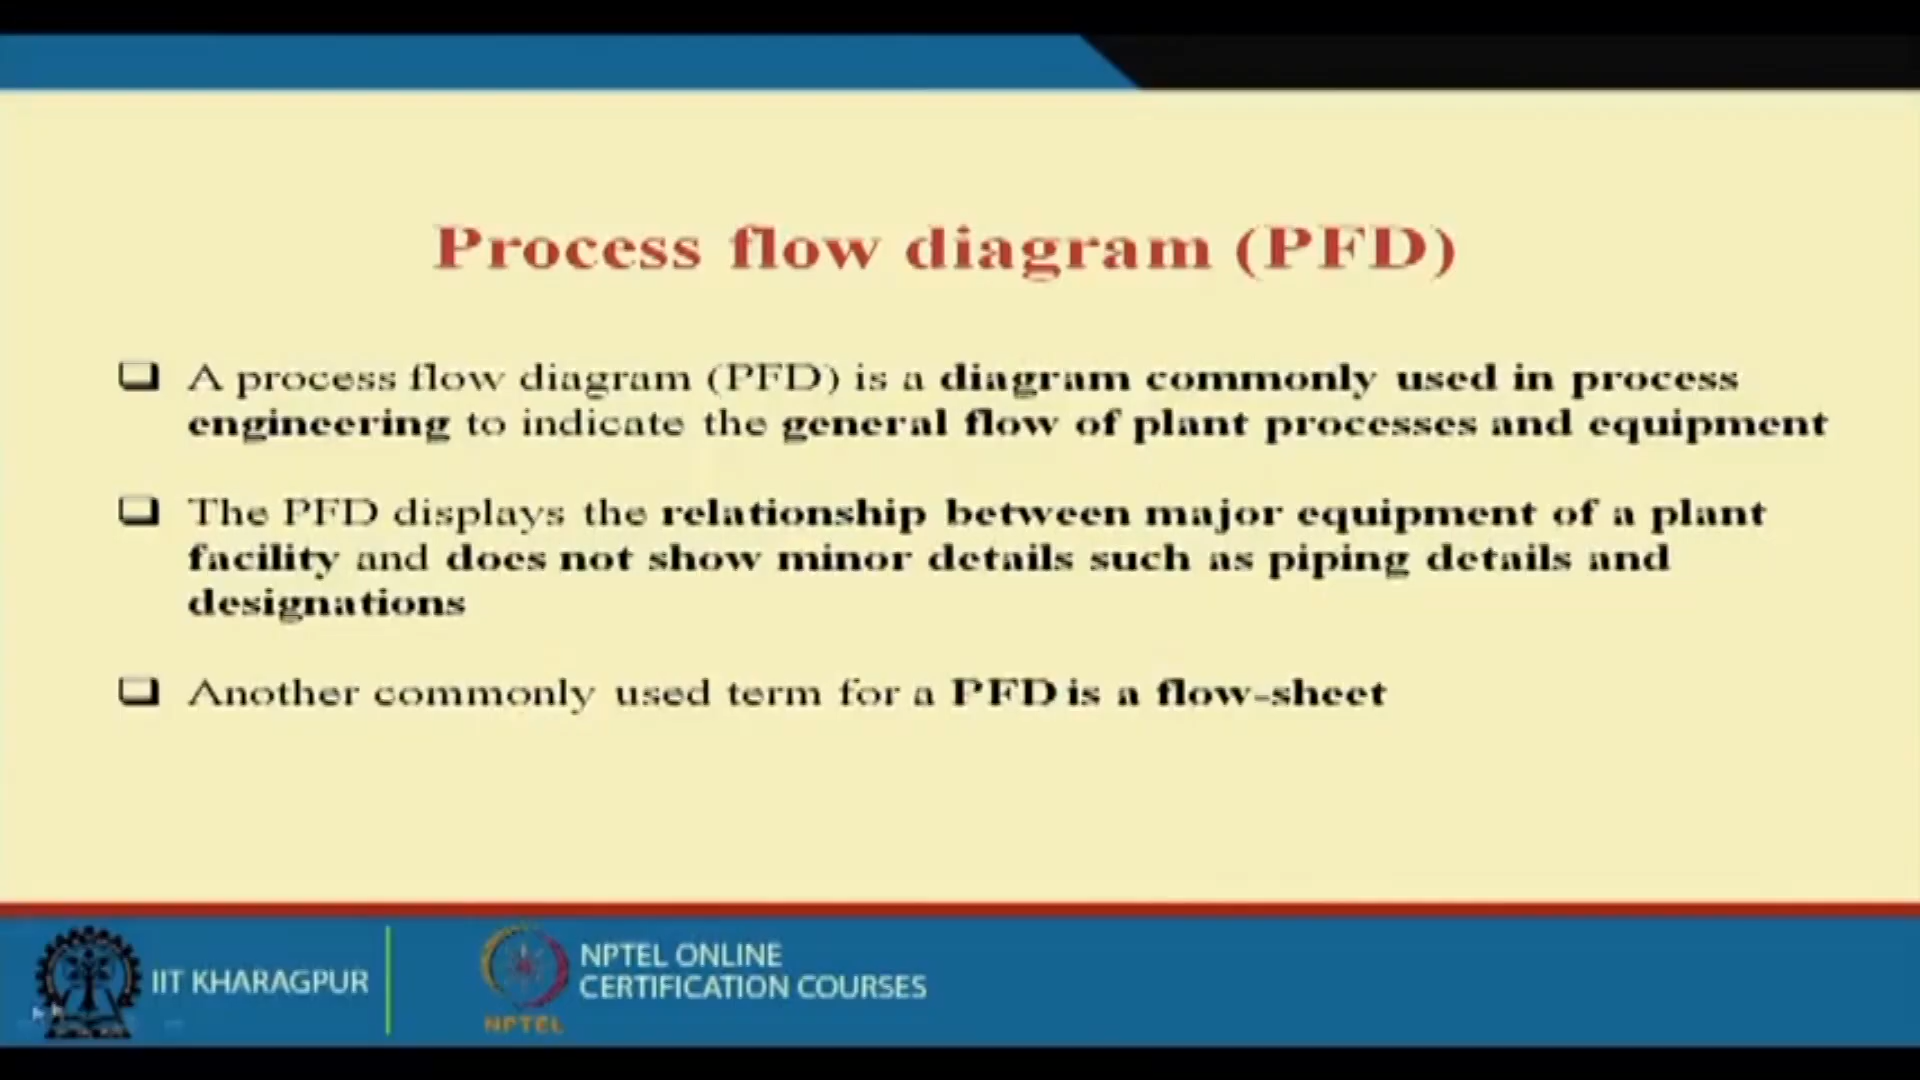 Process flow diagram (PFD)
❑ A process flow diagram (PFD) is a diagram commonly used in process
engineering to indicate the general flow of plant processes and equipment
❑ The PFD displays the relationship between major equipment of a plant
facility and does not show minor details such as piping details and
designations
❑ Another commonly used term for a PFD is a flow-sheet
IIT KHARAGPUR
NPTEL ONLINE
CERTIFICATION COURSES
NPTEL